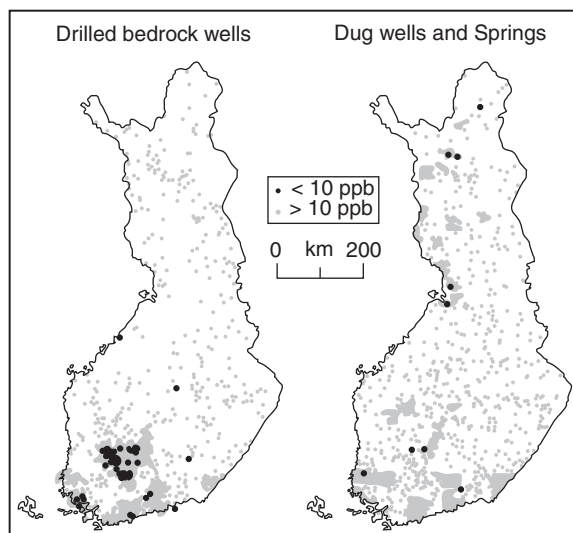 Drilled bedrock wells
Dug wells and Springs
< 10 ppb
> 10 ppb
0 km 200